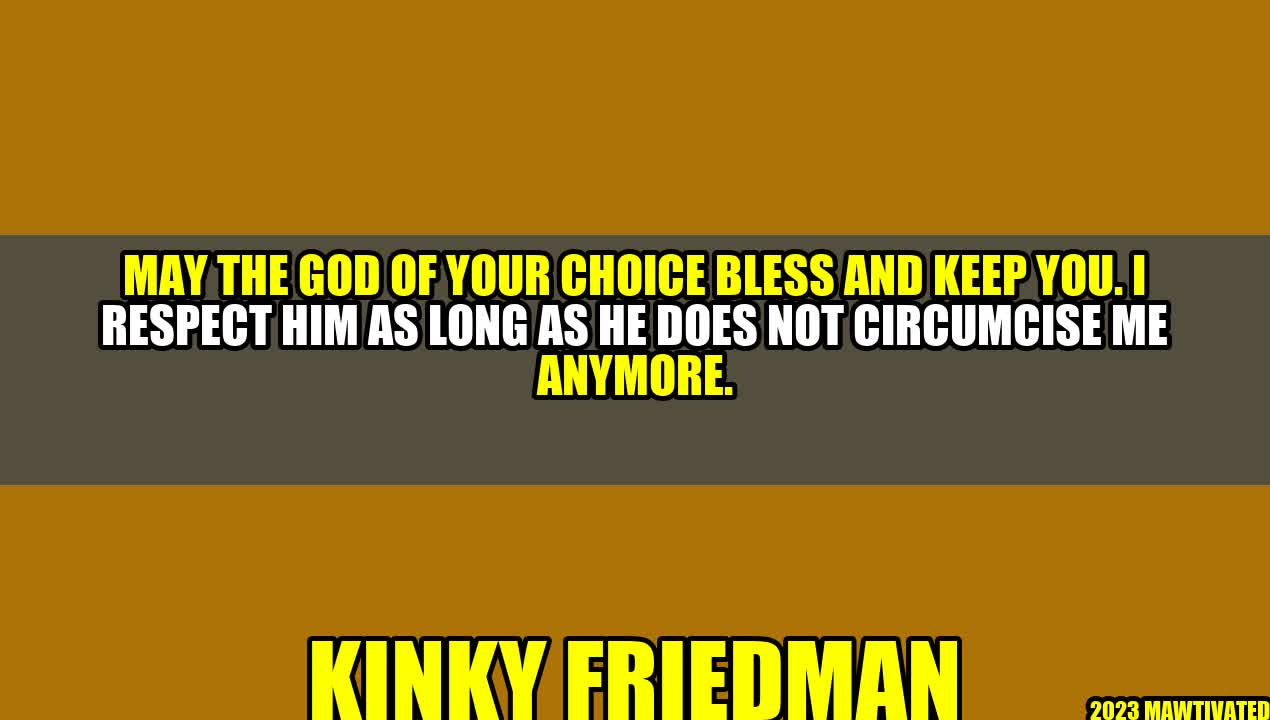 MAY THE GOD OF YOUR CHOICE BLESS AND KEEP YOU. I
RESPECT HIM AS LONG AS HE DOES NOT CIRCUMCISE ME
ANYMORE.
KINKY FRIEDMAN
2023 MAWTIVATED